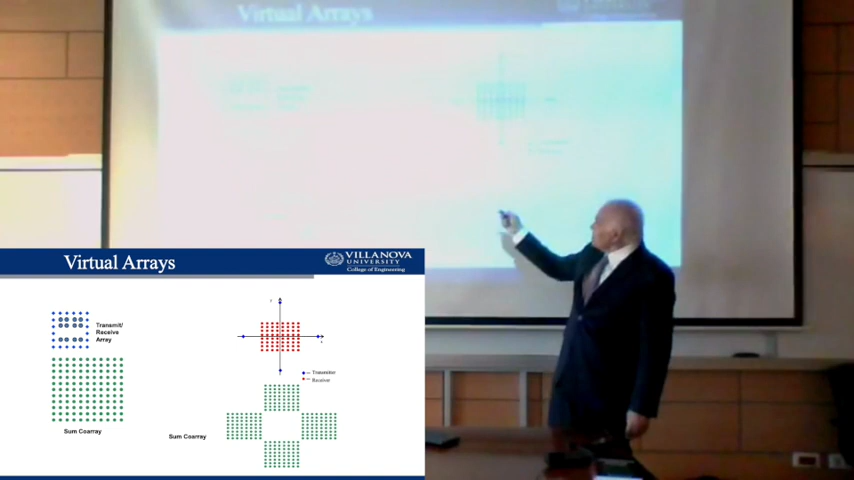 Virtual Arrays
Virtual Arrays
VILLANOVA
UNIVERSITY
College of Engineering
Transmit/
Receive
Array
Transmitter
Receiver
Sum Coarray
Sum Coarray